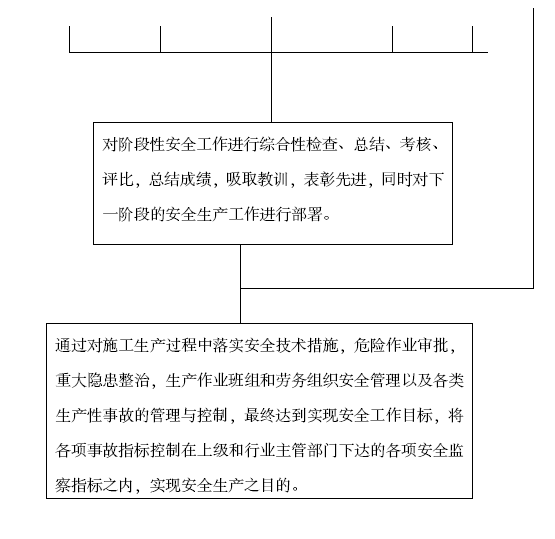 对阶段性安全工作进行综合性检查、总结、考核、
评比，总结成绩，吸取教训，表彰先进，同时对下
一阶段的安全生产工作进行部署。
通过对施工生产过程中落实安全技术措施，危险作业审批，
重大隐患整治，生产作业班组和劳务组织安全管理以及各类
生产性事故的管理与控制，最终达到实现安全工作目标，将
各项事故指标控制在上级和行业主管部门下达的各项安全监
察指标之内，实现安全生产之目的。